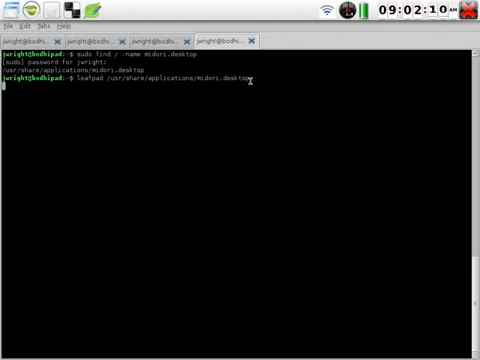 09:02:10 AM
File Edit Tabs Help
jwright@bodhi... jwright@bodhi... jwright@bodhi... jwright@bodhi...
jwright@bodhipad:~$ sudo find / -name midori.desktop
[sudo] password for jwright:
/usr/share/applications/midori.desktop
jwright@bodhipad:~$ leafpad /usr/share/applications/midori.desktop